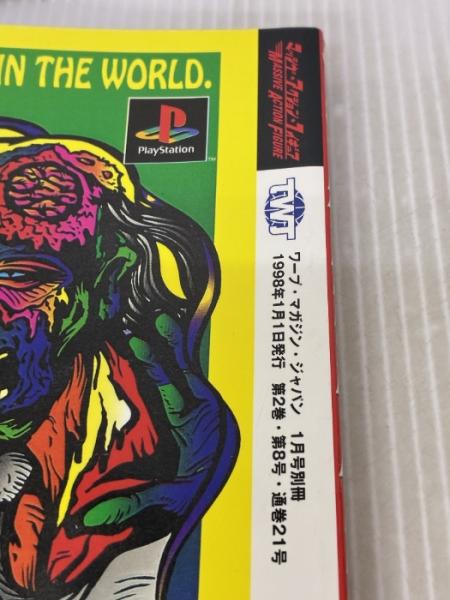 IN THE WORLD.
PlayStation
マッシヴ・アクション・フィギュア
MASSIVE ACTION FIGURE
TWJ
ワープ・マガジン・ジャパン 1月号別冊
1998年1月1日発行 第2巻・第8号・通巻21号